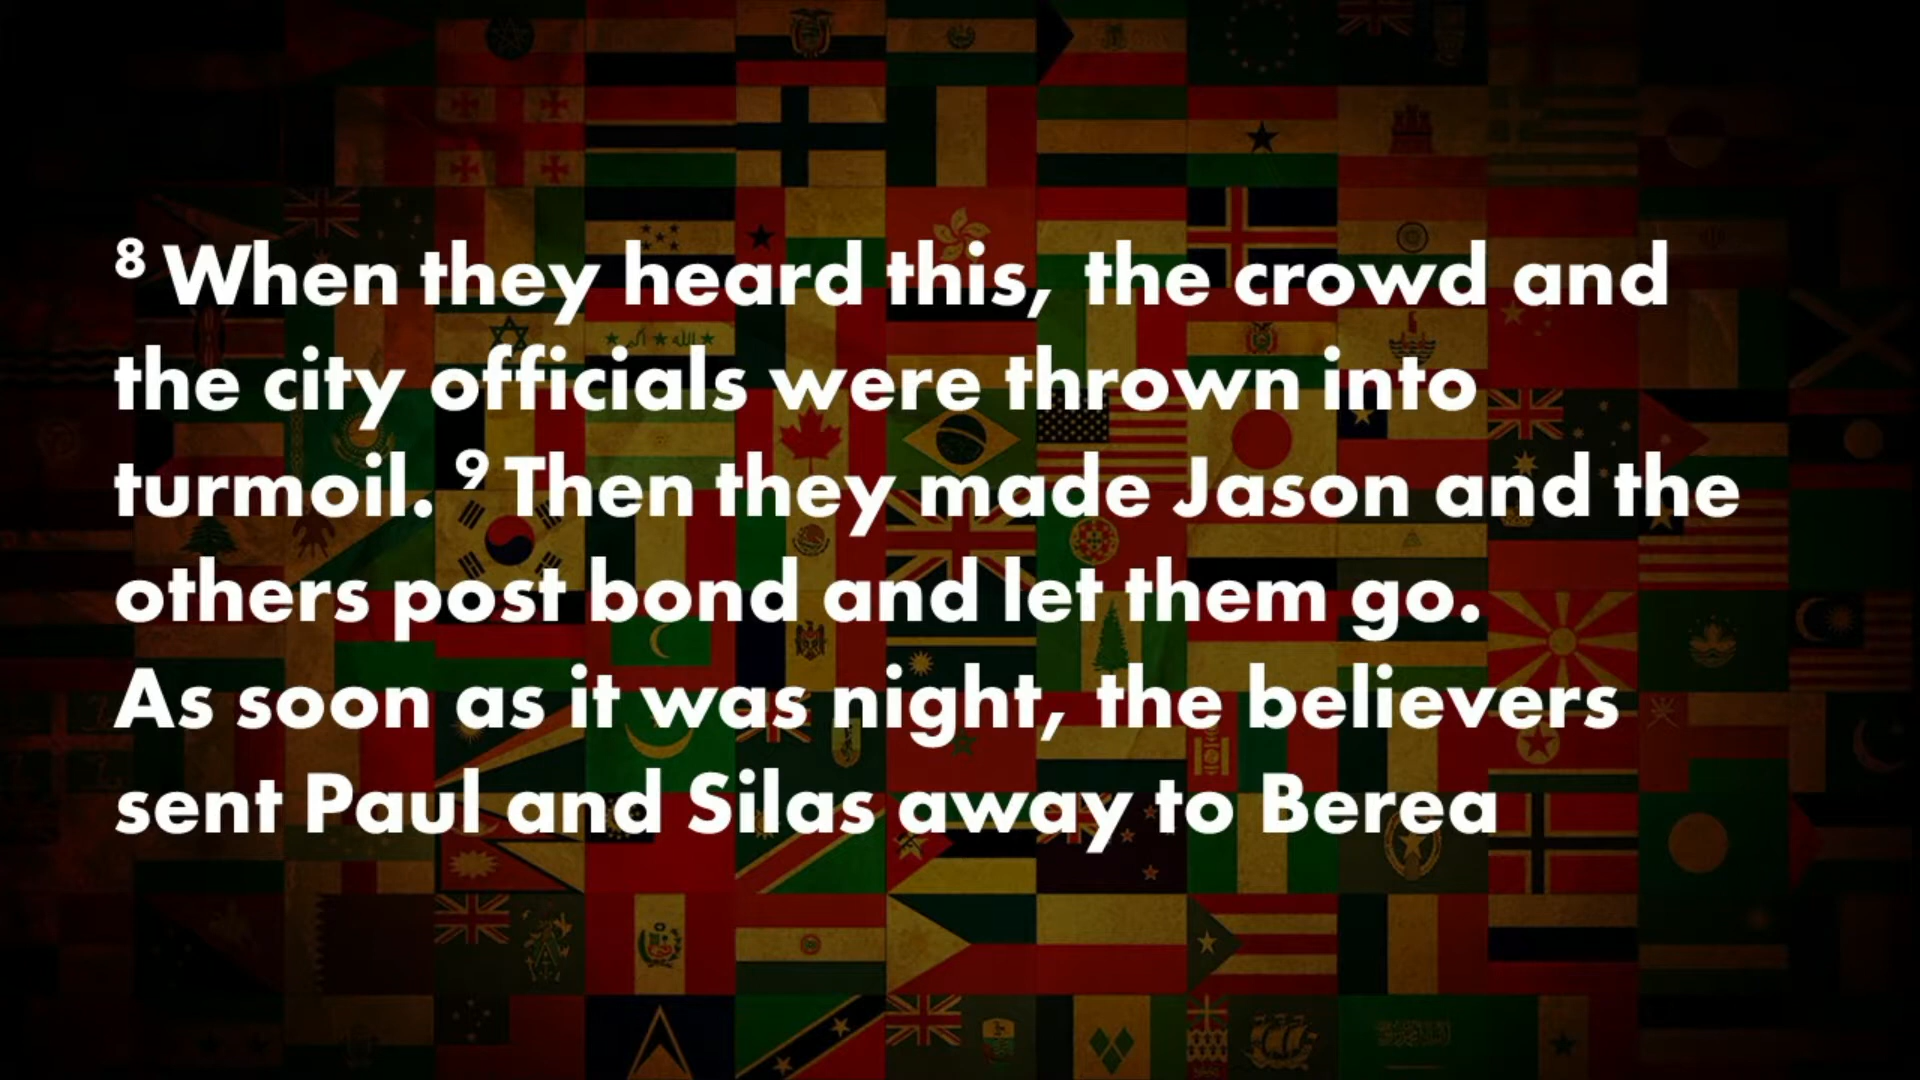 ⁸ When they heard this, the crowd and
the city officials were thrown into
turmoil. ⁹ Then they made Jason and the
others post bond and let them go.
As soon as it was night, the believers
sent Paul and Silas away to Berea